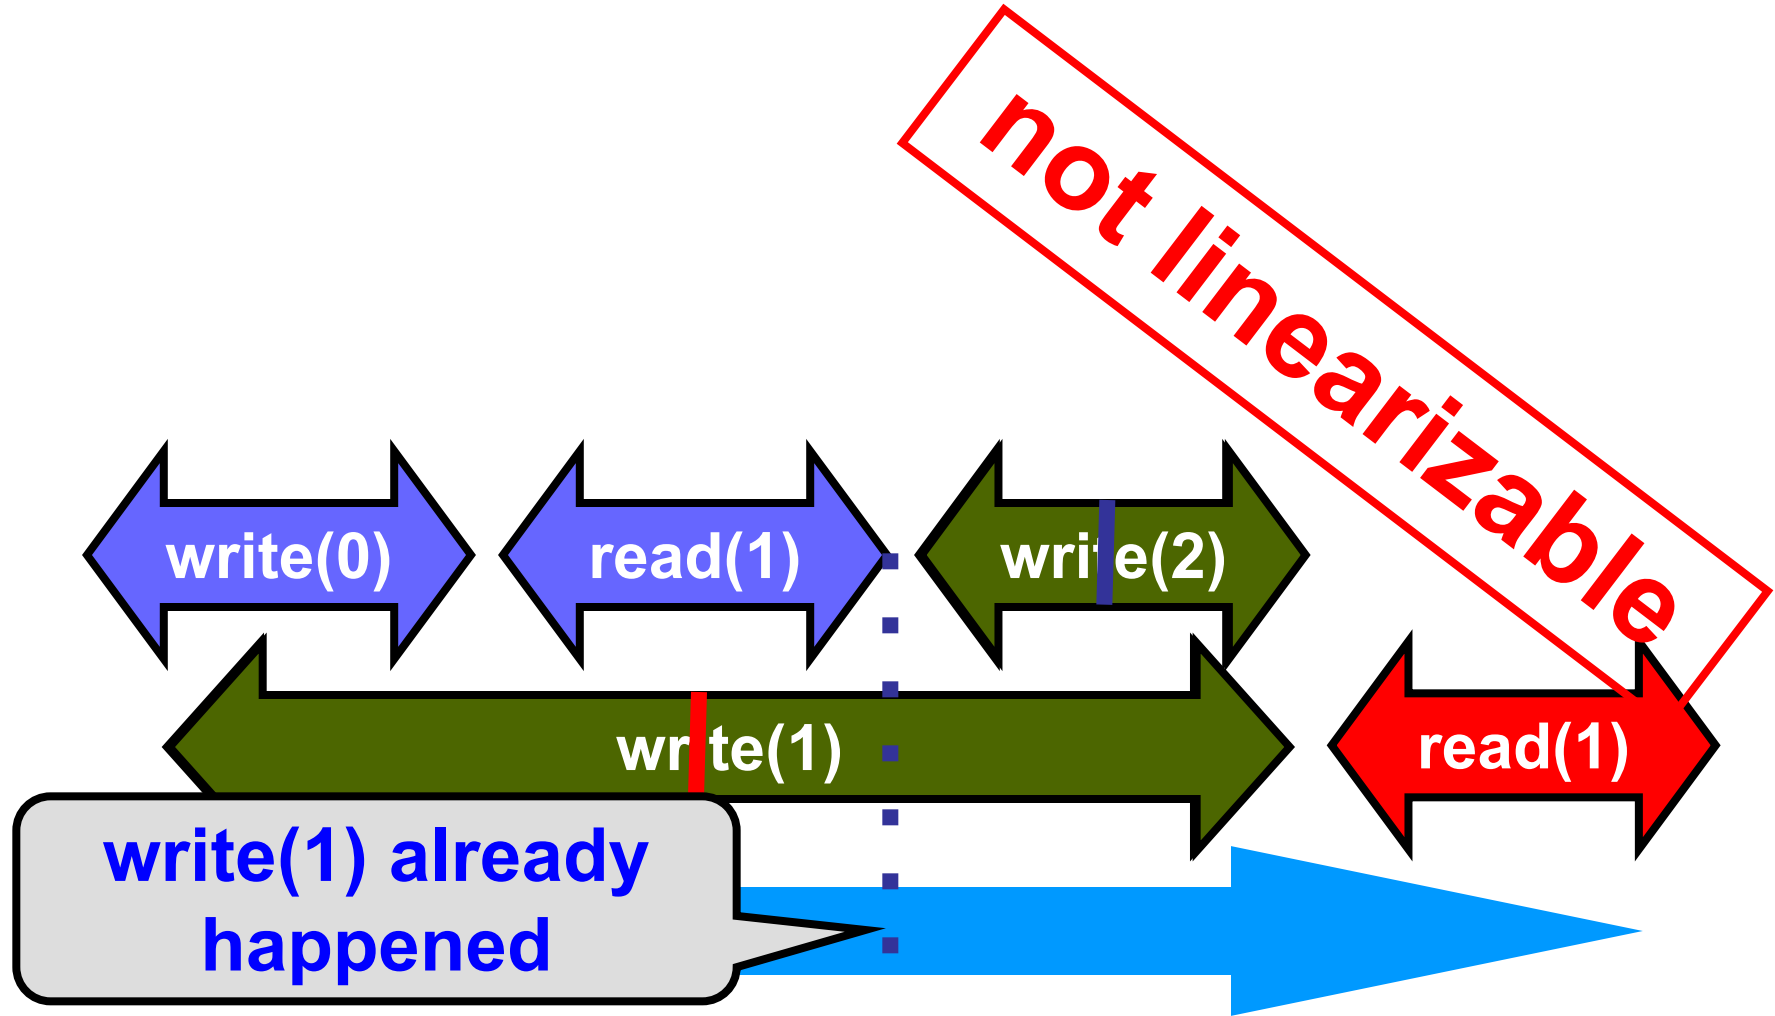 not linearizable
write(0)
read(1)
write(2)
write(1)
read(1)
write(1) already
happened